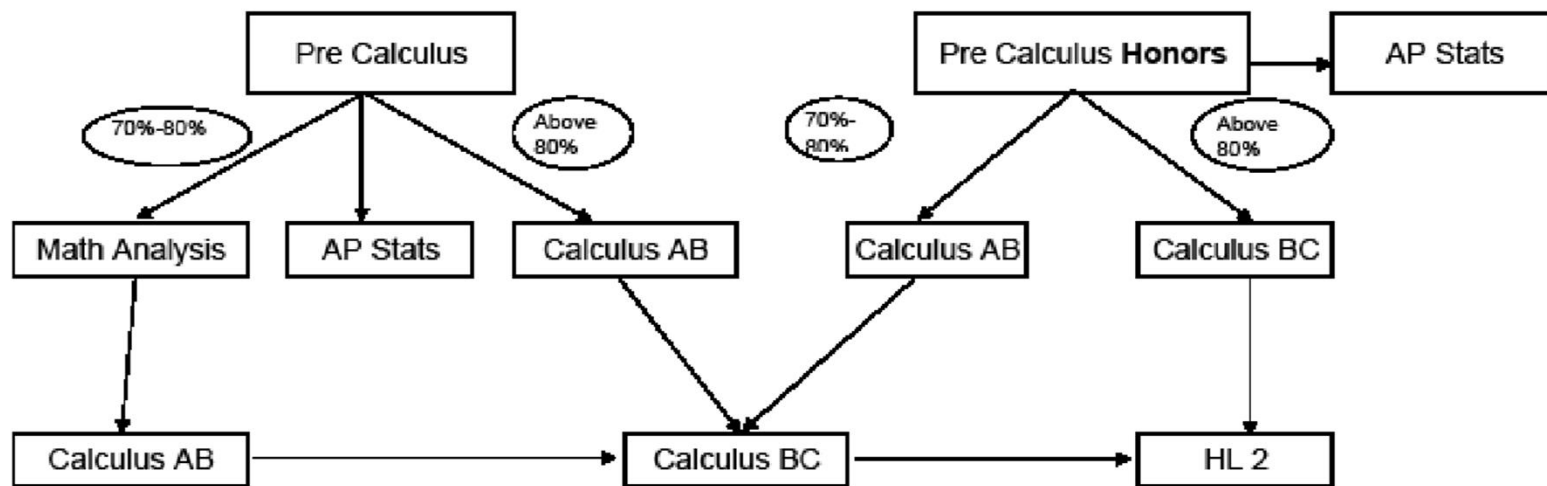 Pre Calculus
Pre Calculus Honors
AP Stats
70%-80%
Above
80%
70%-
80%
Above
80%
Math Analysis
AP Stats
Calculus AB
Calculus AB
Calculus BC
Calculus AB
Calculus BC
HL 2